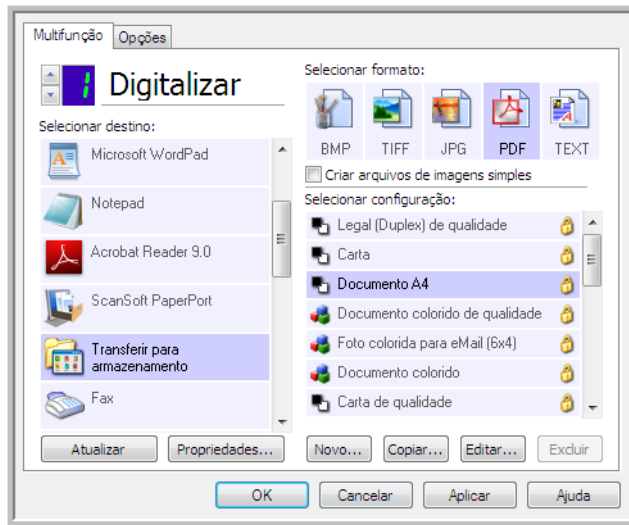 Multifunção
Opções
1 Digitalizar
Selecionar destino:
Microsoft WordPad
Notepad
Acrobat Reader 9.0
ScanSoft PaperPort
Transferir para
armazenamento
Fax
Atualizar
Propriedades...
Selecionar formato:
BMP TIFF JPG PDF TEXT
Criar arquivos de imagens simples
Selecionar configuração:
Legal (Duplex) de qualidade
Carta
Documento A4
Documento colorido de qualidade
Foto colorida para eMail (6x4)
Documento colorido
Carta de qualidade
Novo... Copiar... Editar... Excluir
OK Cancelar Aplicar Ajuda